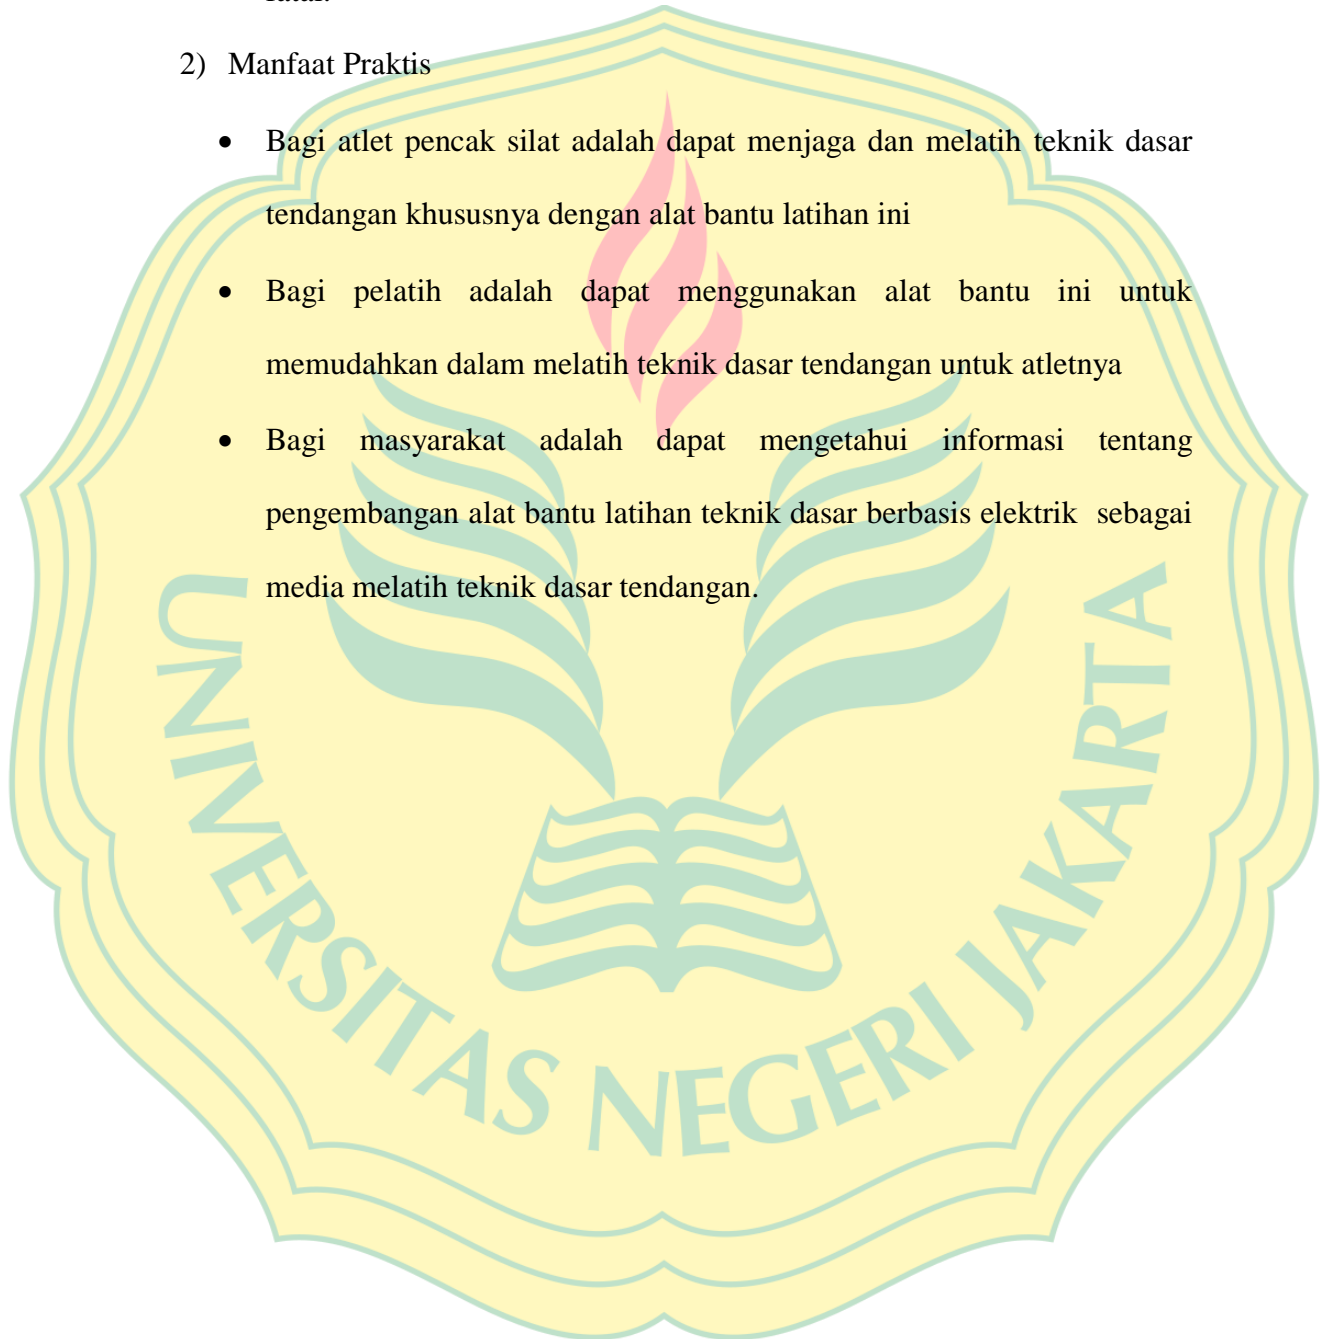 2) Manfaat Praktis
• Bagi atlet pencak silat adalah dapat menjaga dan melatih teknik dasar
tendangan khususnya dengan alat bantu latihan ini
• Bagi pelatih adalah dapat menggunakan alat bantu ini untuk
memudahkan dalam melatih teknik dasar tendangan untuk atletnya
• Bagi masyarakat adalah dapat mengetahui informasi tentang
pengembangan alat bantu latihan teknik dasar berbasis elektrik sebagai
media melatih teknik dasar tendangan.
UNIVERSITAS NEGERI JAKARTA